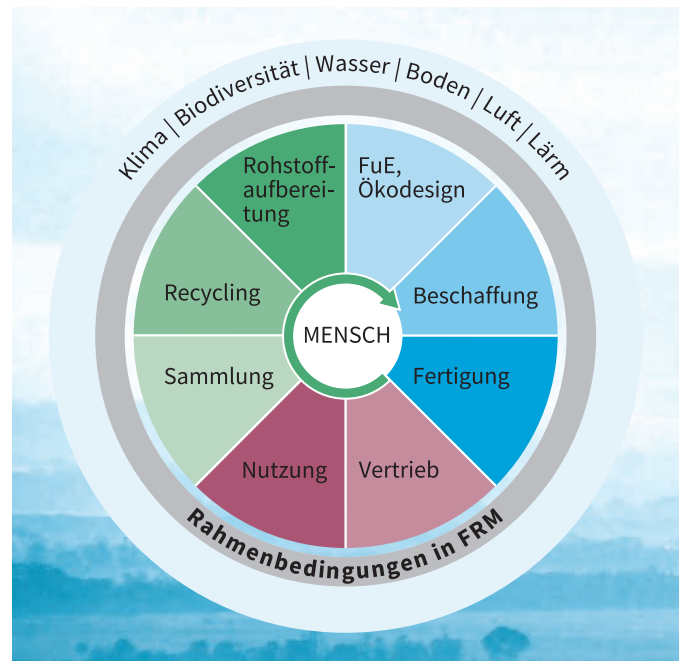 Klima | Biodiversität | Wasser | Boden | Luft | Lärm
Rohstoff-
aufberei-
tung
FuE,
Ökodesign
Recycling
Beschaffung
MENSCH
Sammlung
Fertigung
Nutzung
Vertrieb
Rahmenbedingungen in FRM